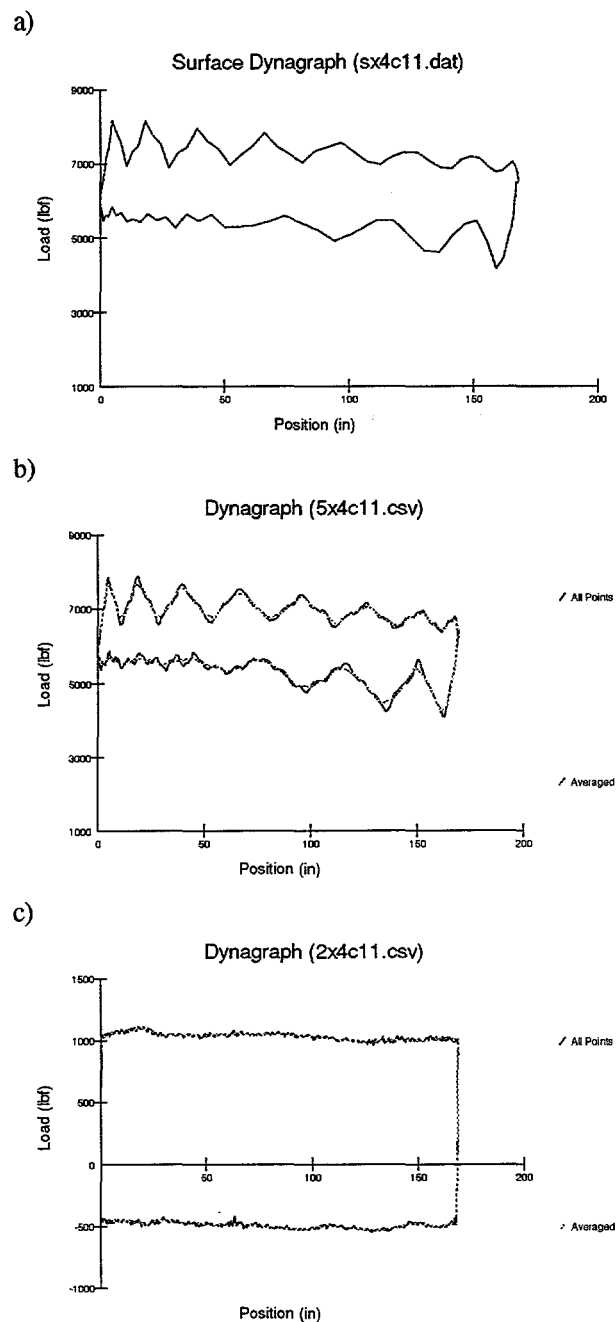 a)
Surface Dynagraph (sx4c11.dat)
9000
7000
5000
3000
1000
Load (lbf)
0
50
100
150
200
Position (in)
b)
Dynagraph (5x4c11.csv)
9000
7000
5000
3000
1000
Load (lbf)
0
50
100
150
200
Position (in)
All Points
Averaged
c)
Dynagraph (2x4c11.csv)
1500
1000
500
0
-500
-1000
Load (lbf)
50
100
150
200
Position (in)
All Points
Averaged